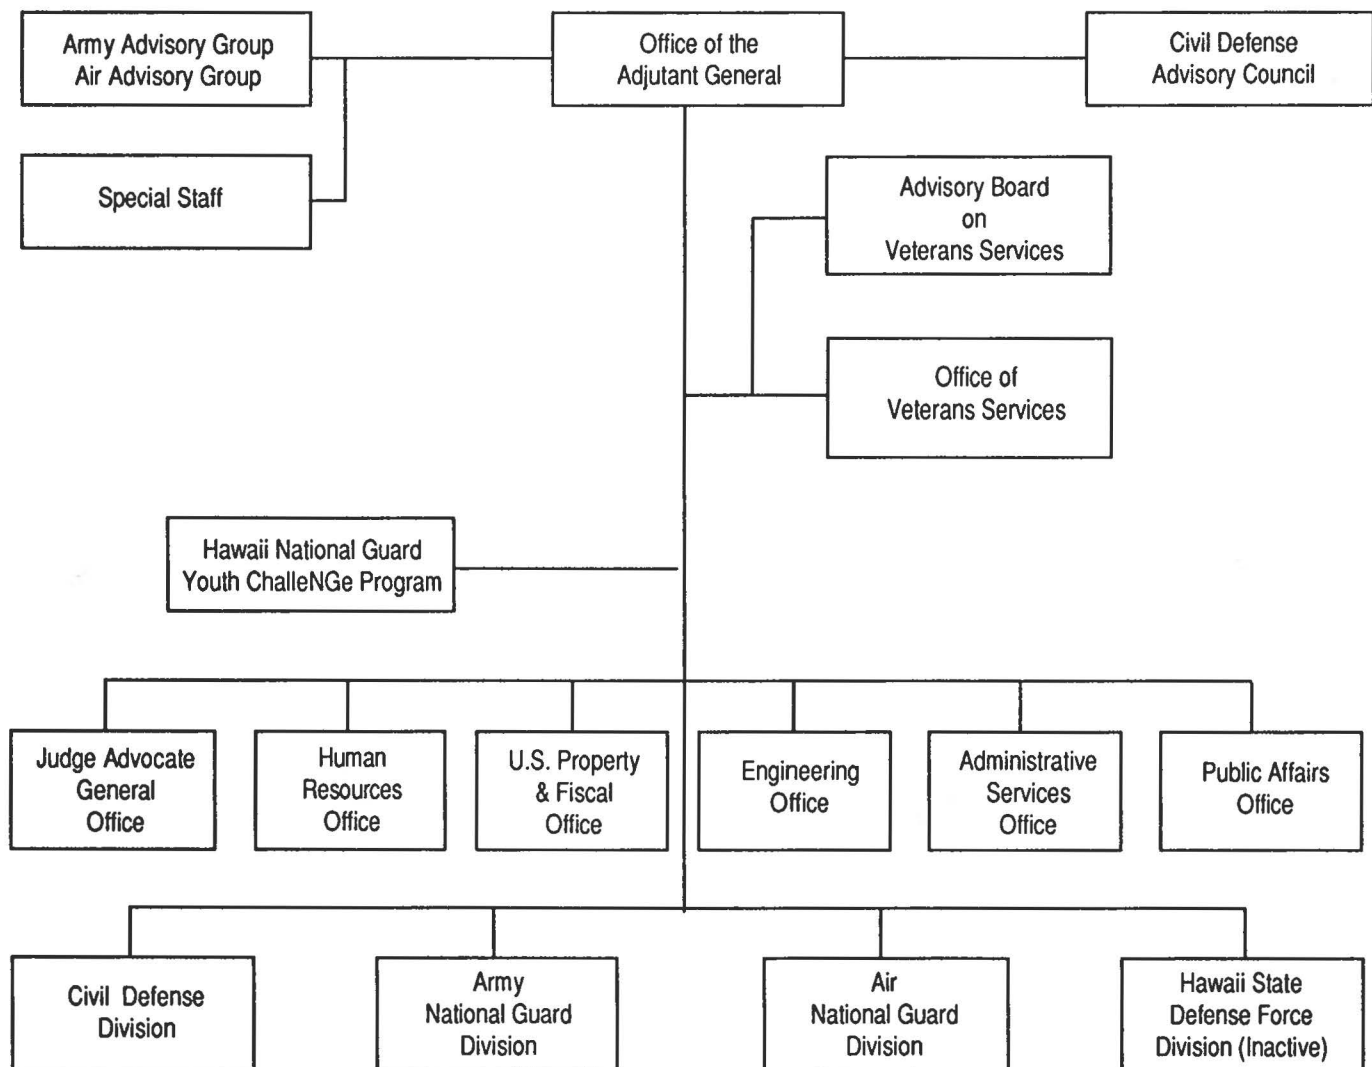 Army Advisory Group
Air Advisory Group
Office of the
Adjutant General
Civil Defense
Advisory Council
Special Staff
Advisory Board
on
Veterans Services
Office of
Veterans Services
Hawaii National Guard
Youth ChalleNGe Program
Judge Advocate
General
Office
Human
Resources
Office
U.S. Property
& Fiscal
Office
Engineering
Office
Administrative
Services
Office
Public Affairs
Office
Civil Defense
Division
Army
National Guard
Division
Air
National Guard
Division
Hawaii State
Defense Force
Division (Inactive)